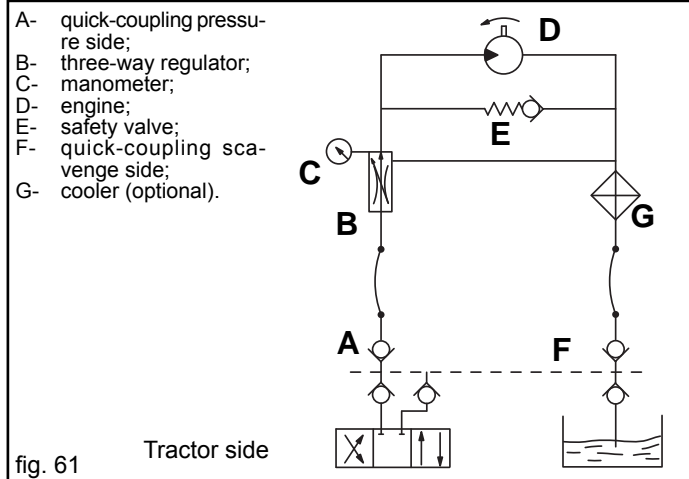 A- quick-coupling pressu-
re side;
B- three-way regulator;
C- manometer;
D- engine;
E- safety valve;
F- quick-coupling sca-
venge side;
G- cooler (optional).
D
E
C
B
G
A
F
Tractor side
fig. 61